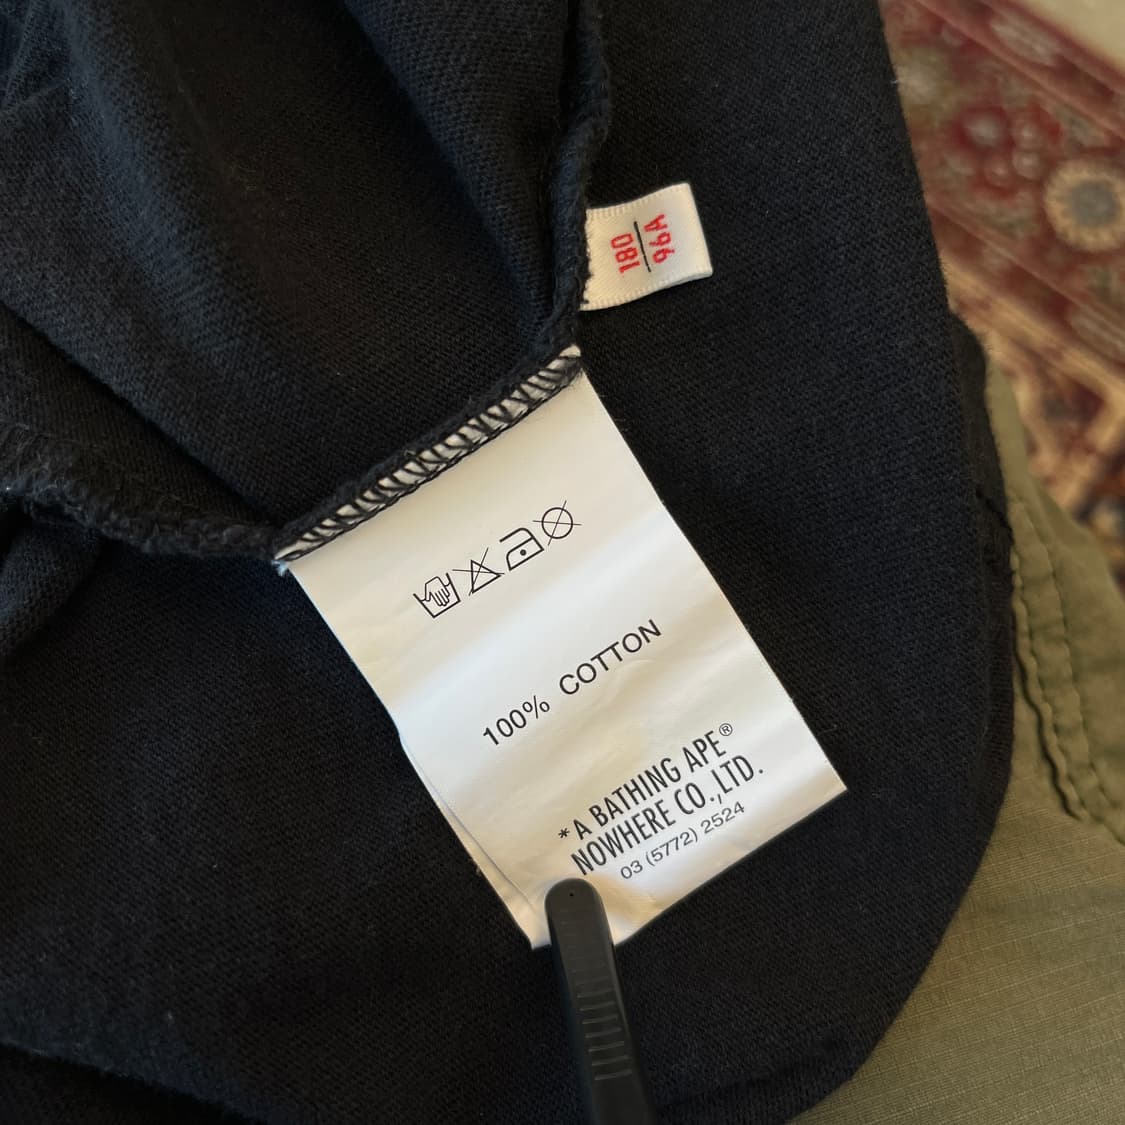 180
96A
100% COTTON
*A BATHING APE®
NOWHERE CO.,LTD.
03 (5772) 2524